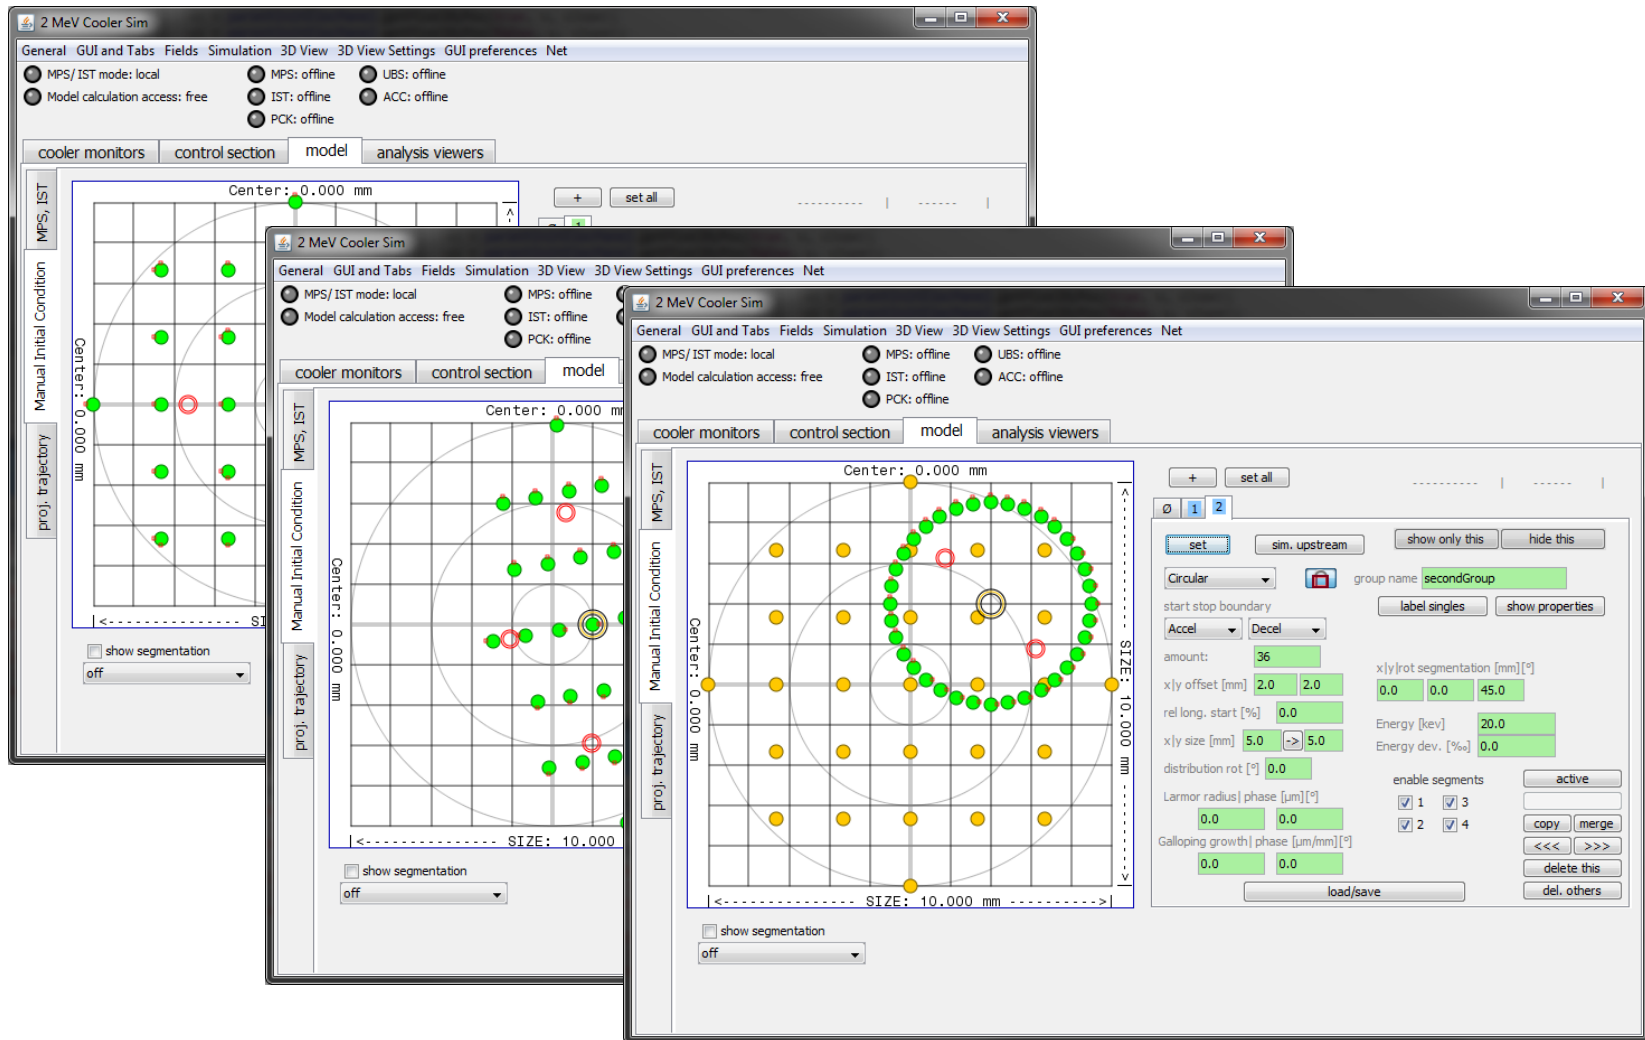 2 MeV Cooler Sim
General GUI and Tabs Fields Simulation 3D View 3D View Settings GUI preferences Net
MPS/IST mode: local MPS: offline UBS: offline
Model calculation access: free IST: offline ACC: offline
PCK: offline
cooler monitors control section model analysis viewers
MPS, IST
Manual Initial Condition
proj. trajectory
Center: 0.000 mm
Center: 0.000 mm
+ set all
---------- | ------ |
Ø 1
|<--------------- SI
show segmentation
off
2 MeV Cooler Sim
General GUI and Tabs Fields Simulation 3D View 3D View Settings GUI preferences Net
MPS/IST mode: local MPS: offline
Model calculation access: free IST: offline
PCK: offline
cooler monitors control section model
MPS, IST
Manual Initial Condition
proj. trajectory
Center: 0.000 mm
Center: 0.000 mm
|<--------------- SIZE: 10.000
show segmentation
off
2 MeV Cooler Sim
General GUI and Tabs Fields Simulation 3D View 3D View Settings GUI preferences Net
MPS/IST mode: local MPS: offline UBS: offline
Model calculation access: free IST: offline ACC: offline
PCK: offline
cooler monitors control section model analysis viewers
MPS, IST
Manual Initial Condition
proj. trajectory
Center: 0.000 mm
Center: 0.000 mm
SIZE: 10.000 mm
|<--------------- SIZE: 10.000 mm ---------->|
show segmentation
off
+ set all
---------- | ------ |
Ø 1 2
set sim. upstream show only this hide this
Circular group name secondGroup
start stop boundary label singles show properties
Accel Decel
amount: 36
x|y|rot segmentation [mm][°]
x|y offset [mm] 2.0 2.0 0.0 0.0 45.0
rel long. start [%] 0.0
Energy [kev] 20.0
x|y size [mm] 5.0 -> 5.0
Energy dev. [‰] 0.0
distribution rot [°] 0.0
enable segments active
Larmor radius| phase [µm][°]
1 3
0.0 0.0
2 4 copy merge
Galloping growth| phase [µm/mm][°]
<<< >>>
0.0 0.0
delete this
load/save del. others